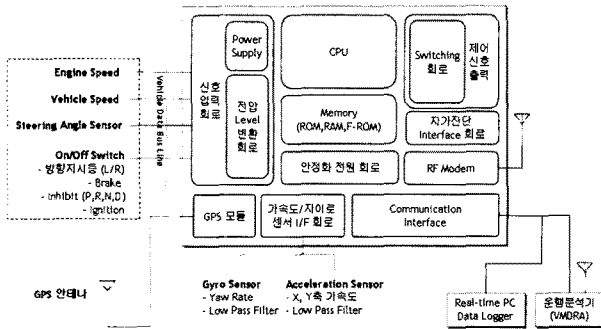 Engine Speed
Vehicle Speed
Steering Angle Sensor
On/Off Switch
- 방향지시등 (L/R)
- Brake
- Inhibit (P,R,N,D)
- Ignition
Vehicle Data Bus Line
신호
입력
회로
Power
Supply
전압
Level
변환
회로
CPU
Memory
(ROM,RAM,F-ROM)
안정화 전원 회로
Switching
회로
제어
신호
출력
자가진단
Interface 회로
RF Modem
GPS 모듈
가속도/자이로
센서 I/F 회로
Communication
Interface
GPS 안테나
Gyro Sensor
- Yaw Rate
- Low Pass Filter
Acceleration Sensor
- X, Y축 가속도
- Low Pass Filter
Real-time PC
Data Logger
운행분석기
(VMDRA)